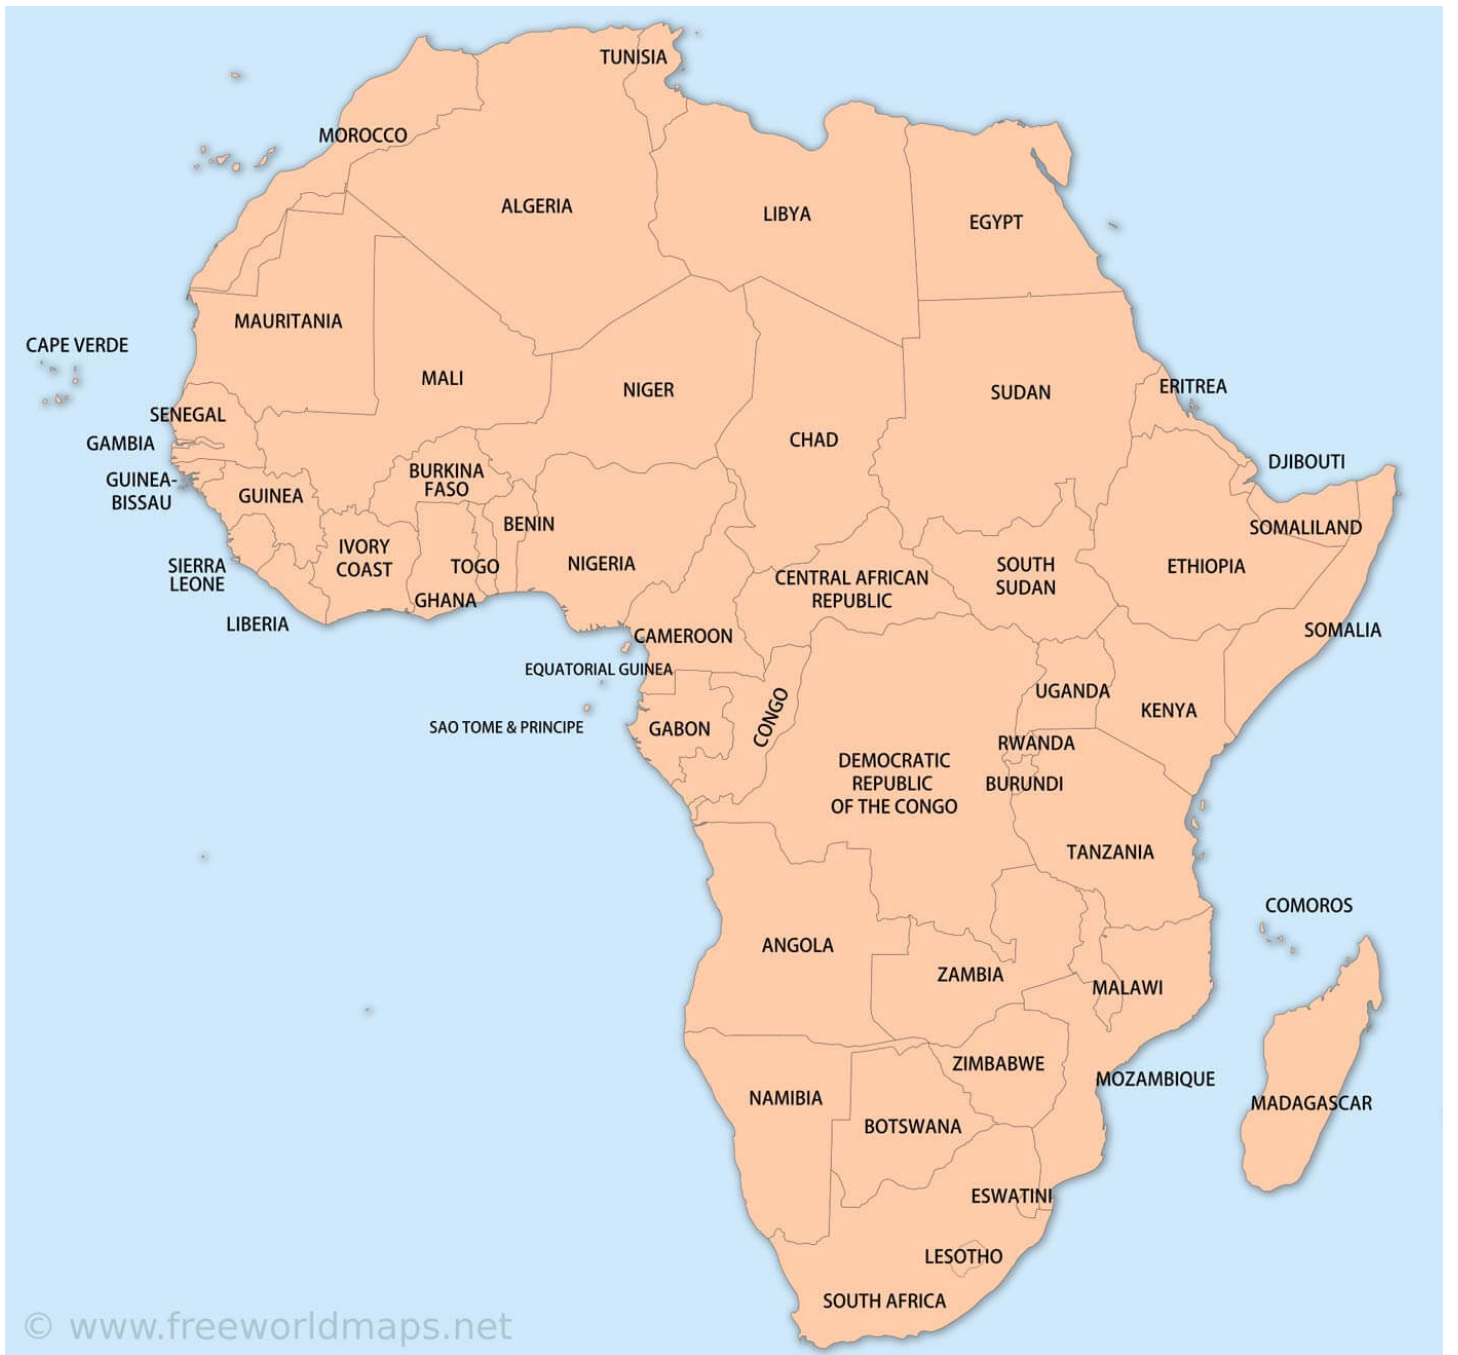 TUNISIA
MOROCCO
ALGERIA
LIBYA
EGYPT
MAURITANIA
CAPE VERDE
MALI
NIGER
SUDAN
ERITREA
SENEGAL
CHAD
GAMBIA
DJIBOUTI
GUINEA-
BISSAU
GUINEA
BURKINA
FASO
BENIN
SOMALILAND
IVORY
COAST
TOGO
NIGERIA
SOUTH
SUDAN
ETHIOPIA
SIERRA
LEONE
CENTRAL AFRICAN
REPUBLIC
GHANA
LIBERIA
CAMEROON
SOMALIA
EQUATORIAL GUINEA
UGANDA
KENYA
SAO TOME & PRINCIPE
GABON
CONGO
RWANDA
DEMOCRATIC
REPUBLIC
OF THE CONGO
BURUNDI
TANZANIA
COMOROS
ANGOLA
ZAMBIA
MALAWI
ZIMBABWE
MOZAMBIQUE
NAMIBIA
MADAGASCAR
BOTSWANA
ESWATINI
LESOTHO
SOUTH AFRICA
© www.freeworldmaps.net